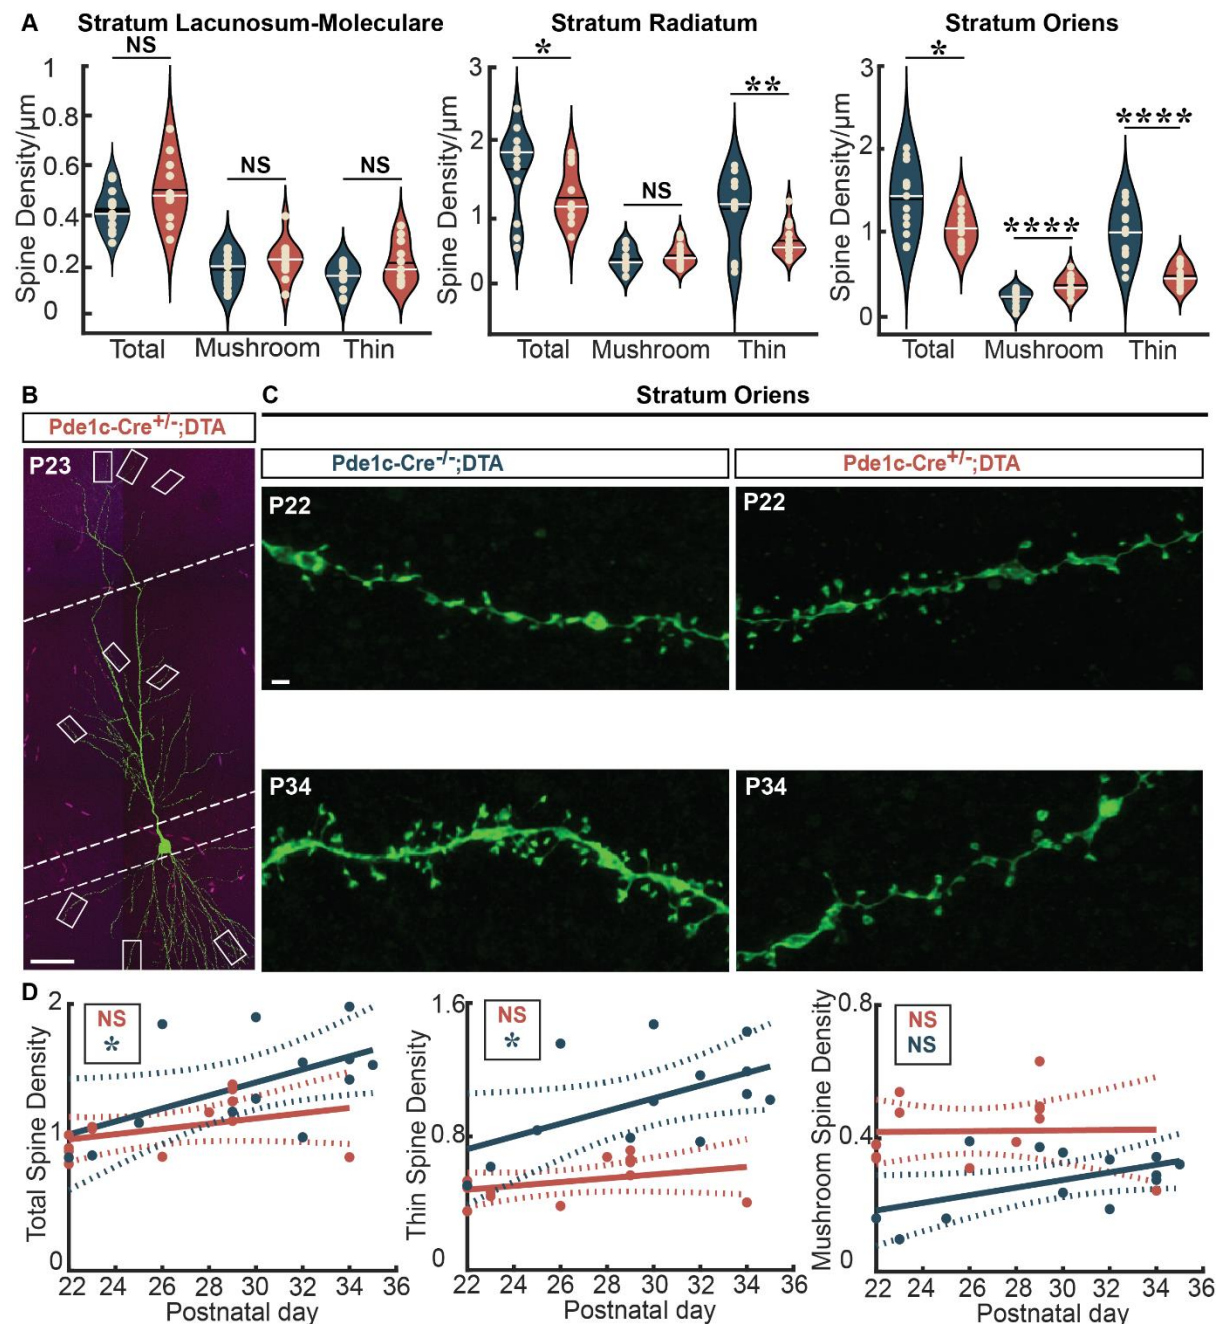 A Stratum Lacunosum-Moleculare Stratum Radiatum Stratum Oriens
NS * *
1 3 3
NS NS ** ****
0.8
Spine Density/µm Spine Density/µm Spine Density/µm
0.6 2 2
NS ****
0.4 1 1
0.2
0 0 0
Total Mushroom Thin Total Mushroom Thin Total Mushroom Thin
B C Stratum Oriens
Pde1c-Cre+/-;DTA
Pde1c-Cre-/-;DTA Pde1c-Cre+/-;DTA
P23
P22 P22
P34 P34
D
2 1.6 0.8
NS NS NS
* * NS
Total Spine Density Thin Spine Density Mushroom Spine Density
1 0.8 0.4
0 0 0
22 24 26 28 30 32 34 36 22 24 26 28 30 32 34 36 22 24 26 28 30 32 34 36
Postnatal day Postnatal day Postnatal day